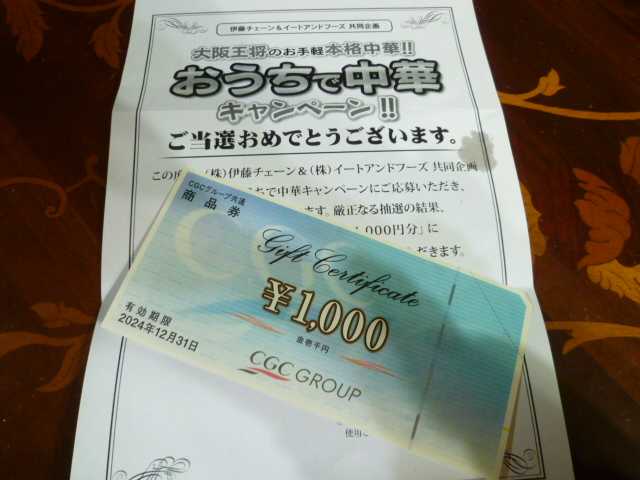 伊藤チェーン&イートアンドフーズ 共同企画
大阪王将のお手軽本格中華!!
おうちで中華
キャンペーン!!
ご当選おめでとうございます。
この (株)伊藤チェーン&(株)イートアンドフーズ 共同企画
ちで中華キャンペーンにご応募いただき、
ます。厳正なる抽選の結果、
1,000円分」に
だきます。
CGCグループ共通
商品券
CGC
Gift Certificate
¥1,000
金壱千円
有効期限
2024年12月31日
CGC GROUP
使用